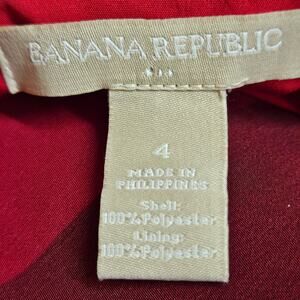 BANANA REPUBLIC
4
MADE IN
PHILIPPINES
Shell:
100% Polyester
Lining:
100% Polyester